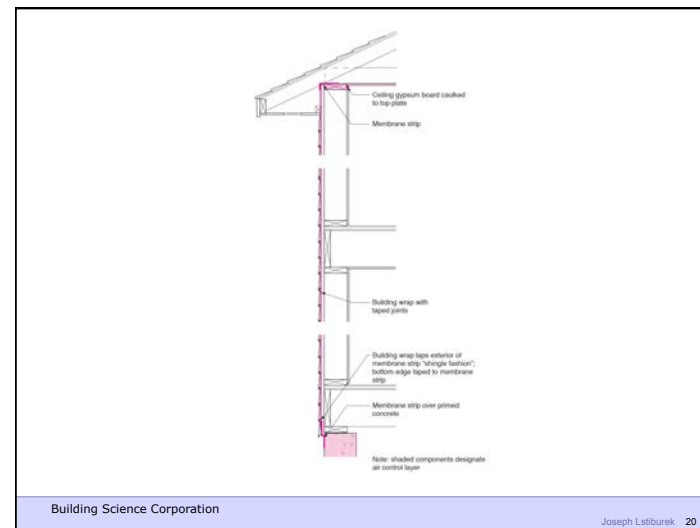 Ceiling gypsum board caulked
to top plate
Membrane strip
Building wrap with
taped joints
Building wrap laps exterior of
membrane strip "shingle fashion";
bottom edge taped to membrane
strip
Membrane strip over primed
concrete
Note: shaded components designate
air control layer
Building Science Corporation
Joseph Lstiburek 20